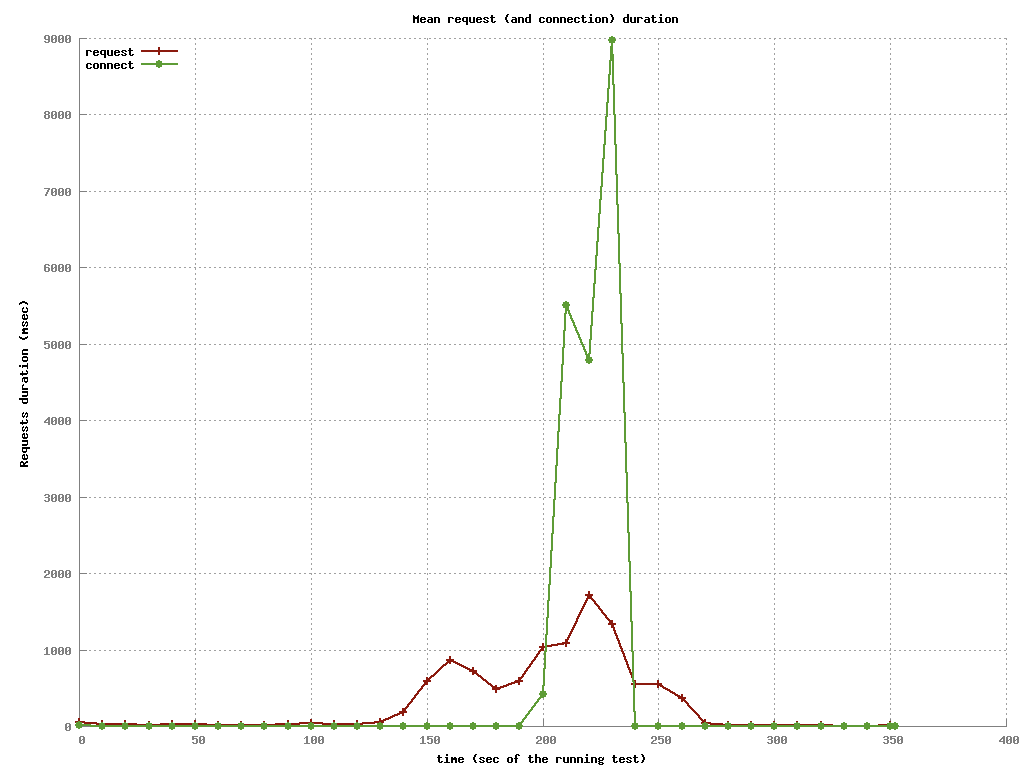 Mean request (and connection) duration
request
connect
9000
8000
7000
6000
5000
4000
3000
2000
1000
0
Requests duration (msec)
0 50 100 150 200 250 300 350 400
time (sec of the running test)